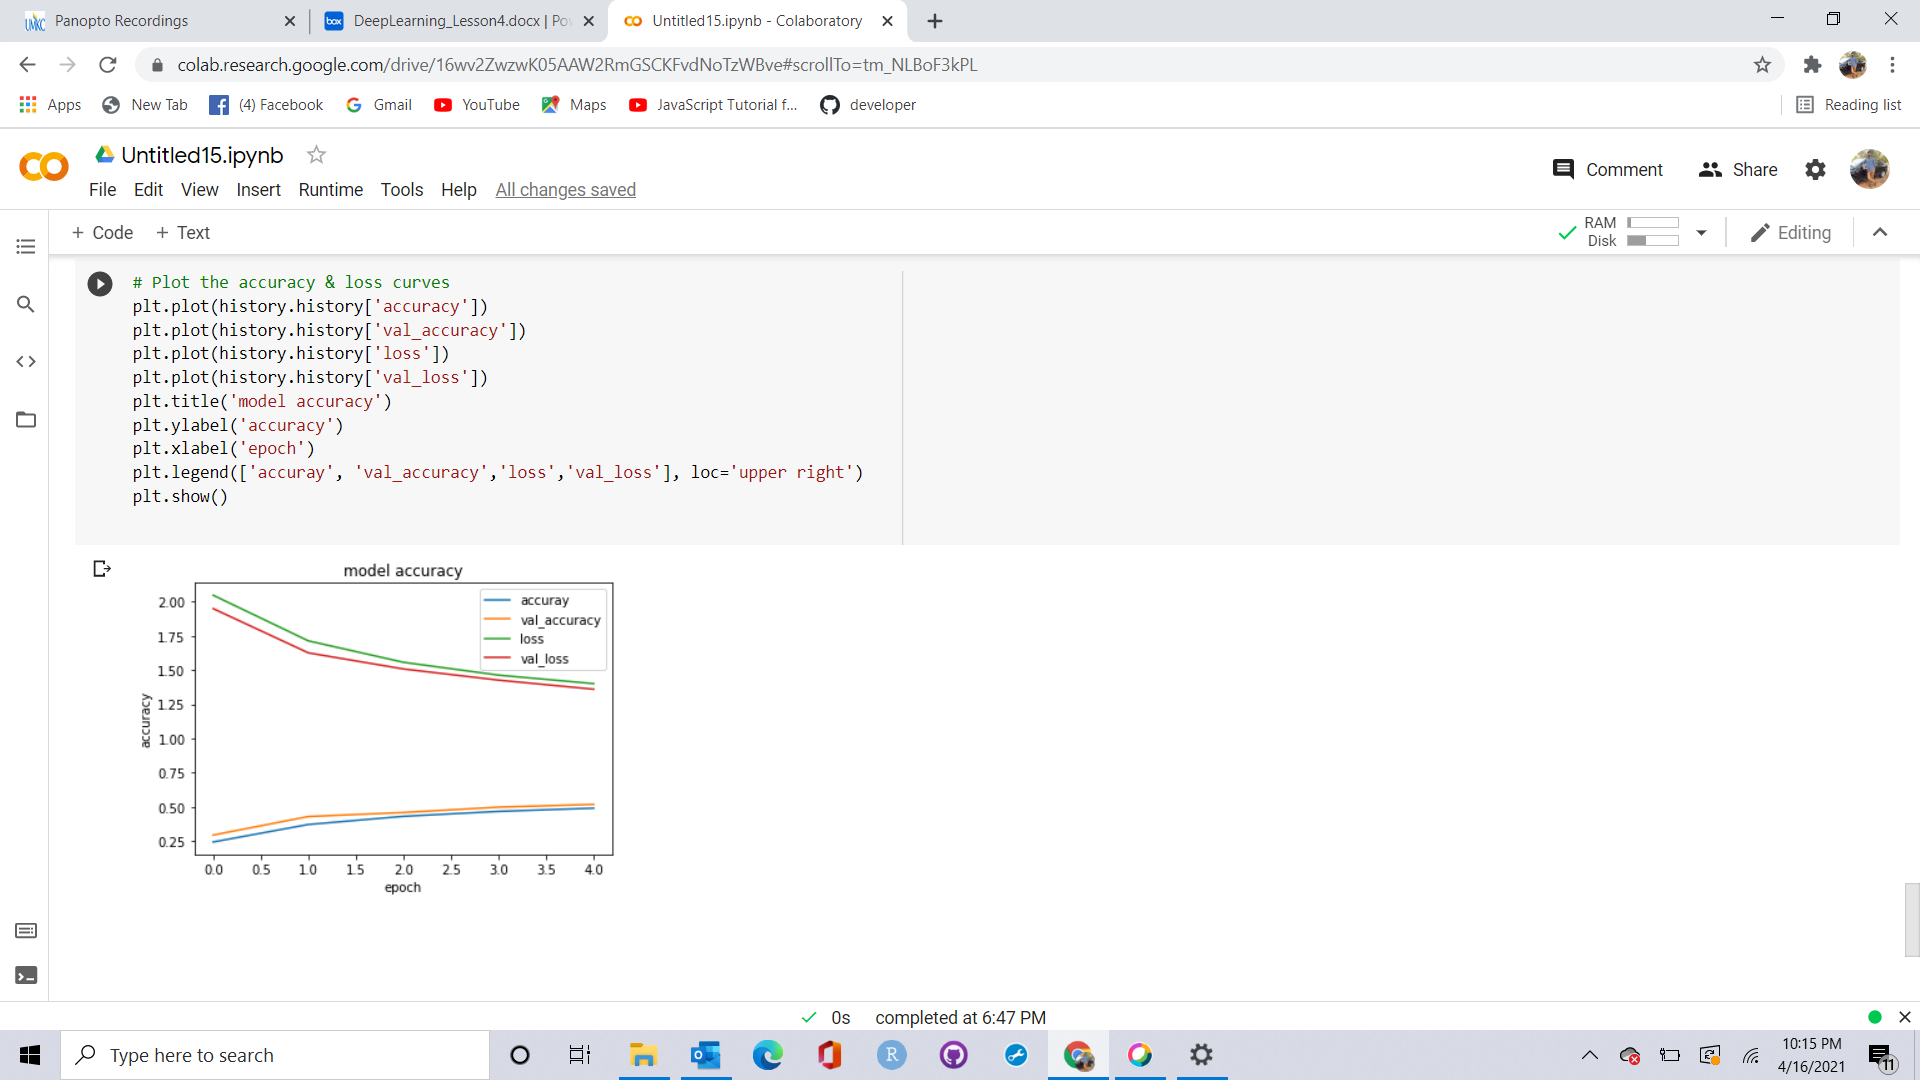 Panopto Recordings
DeepLearning_Lesson4.docx | Po
Untitled15.ipynb - Colaboratory
colab.research.google.com/drive/16wv2ZwzwK05AAW2RmGSCKFvdNoTzWBve#scrollTo=tm_NLBoF3kPL
Apps
New Tab
(4) Facebook
Gmail
YouTube
Maps
JavaScript Tutorial f...
developer
Reading list
Untitled15.ipynb
File Edit View Insert Runtime Tools Help All changes saved
Comment
Share
+ Code + Text
RAM
Disk
Editing
# Plot the accuracy & loss curves
plt.plot(history.history['accuracy'])
plt.plot(history.history['val_accuracy'])
plt.plot(history.history['loss'])
plt.plot(history.history['val_loss'])
plt.title('model accuracy')
plt.ylabel('accuracy')
plt.xlabel('epoch')
plt.legend(['accuray', 'val_accuracy','loss','val_loss'], loc='upper right')
plt.show()
model accuracy
accuray
val_accuracy
loss
val_loss
2.00
1.75
1.50
1.25
1.00
0.75
0.50
0.25
accuracy
0.0 0.5 1.0 1.5 2.0 2.5 3.0 3.5 4.0
epoch
0s completed at 6:47 PM
Type here to search
10:15 PM
4/16/2021
11